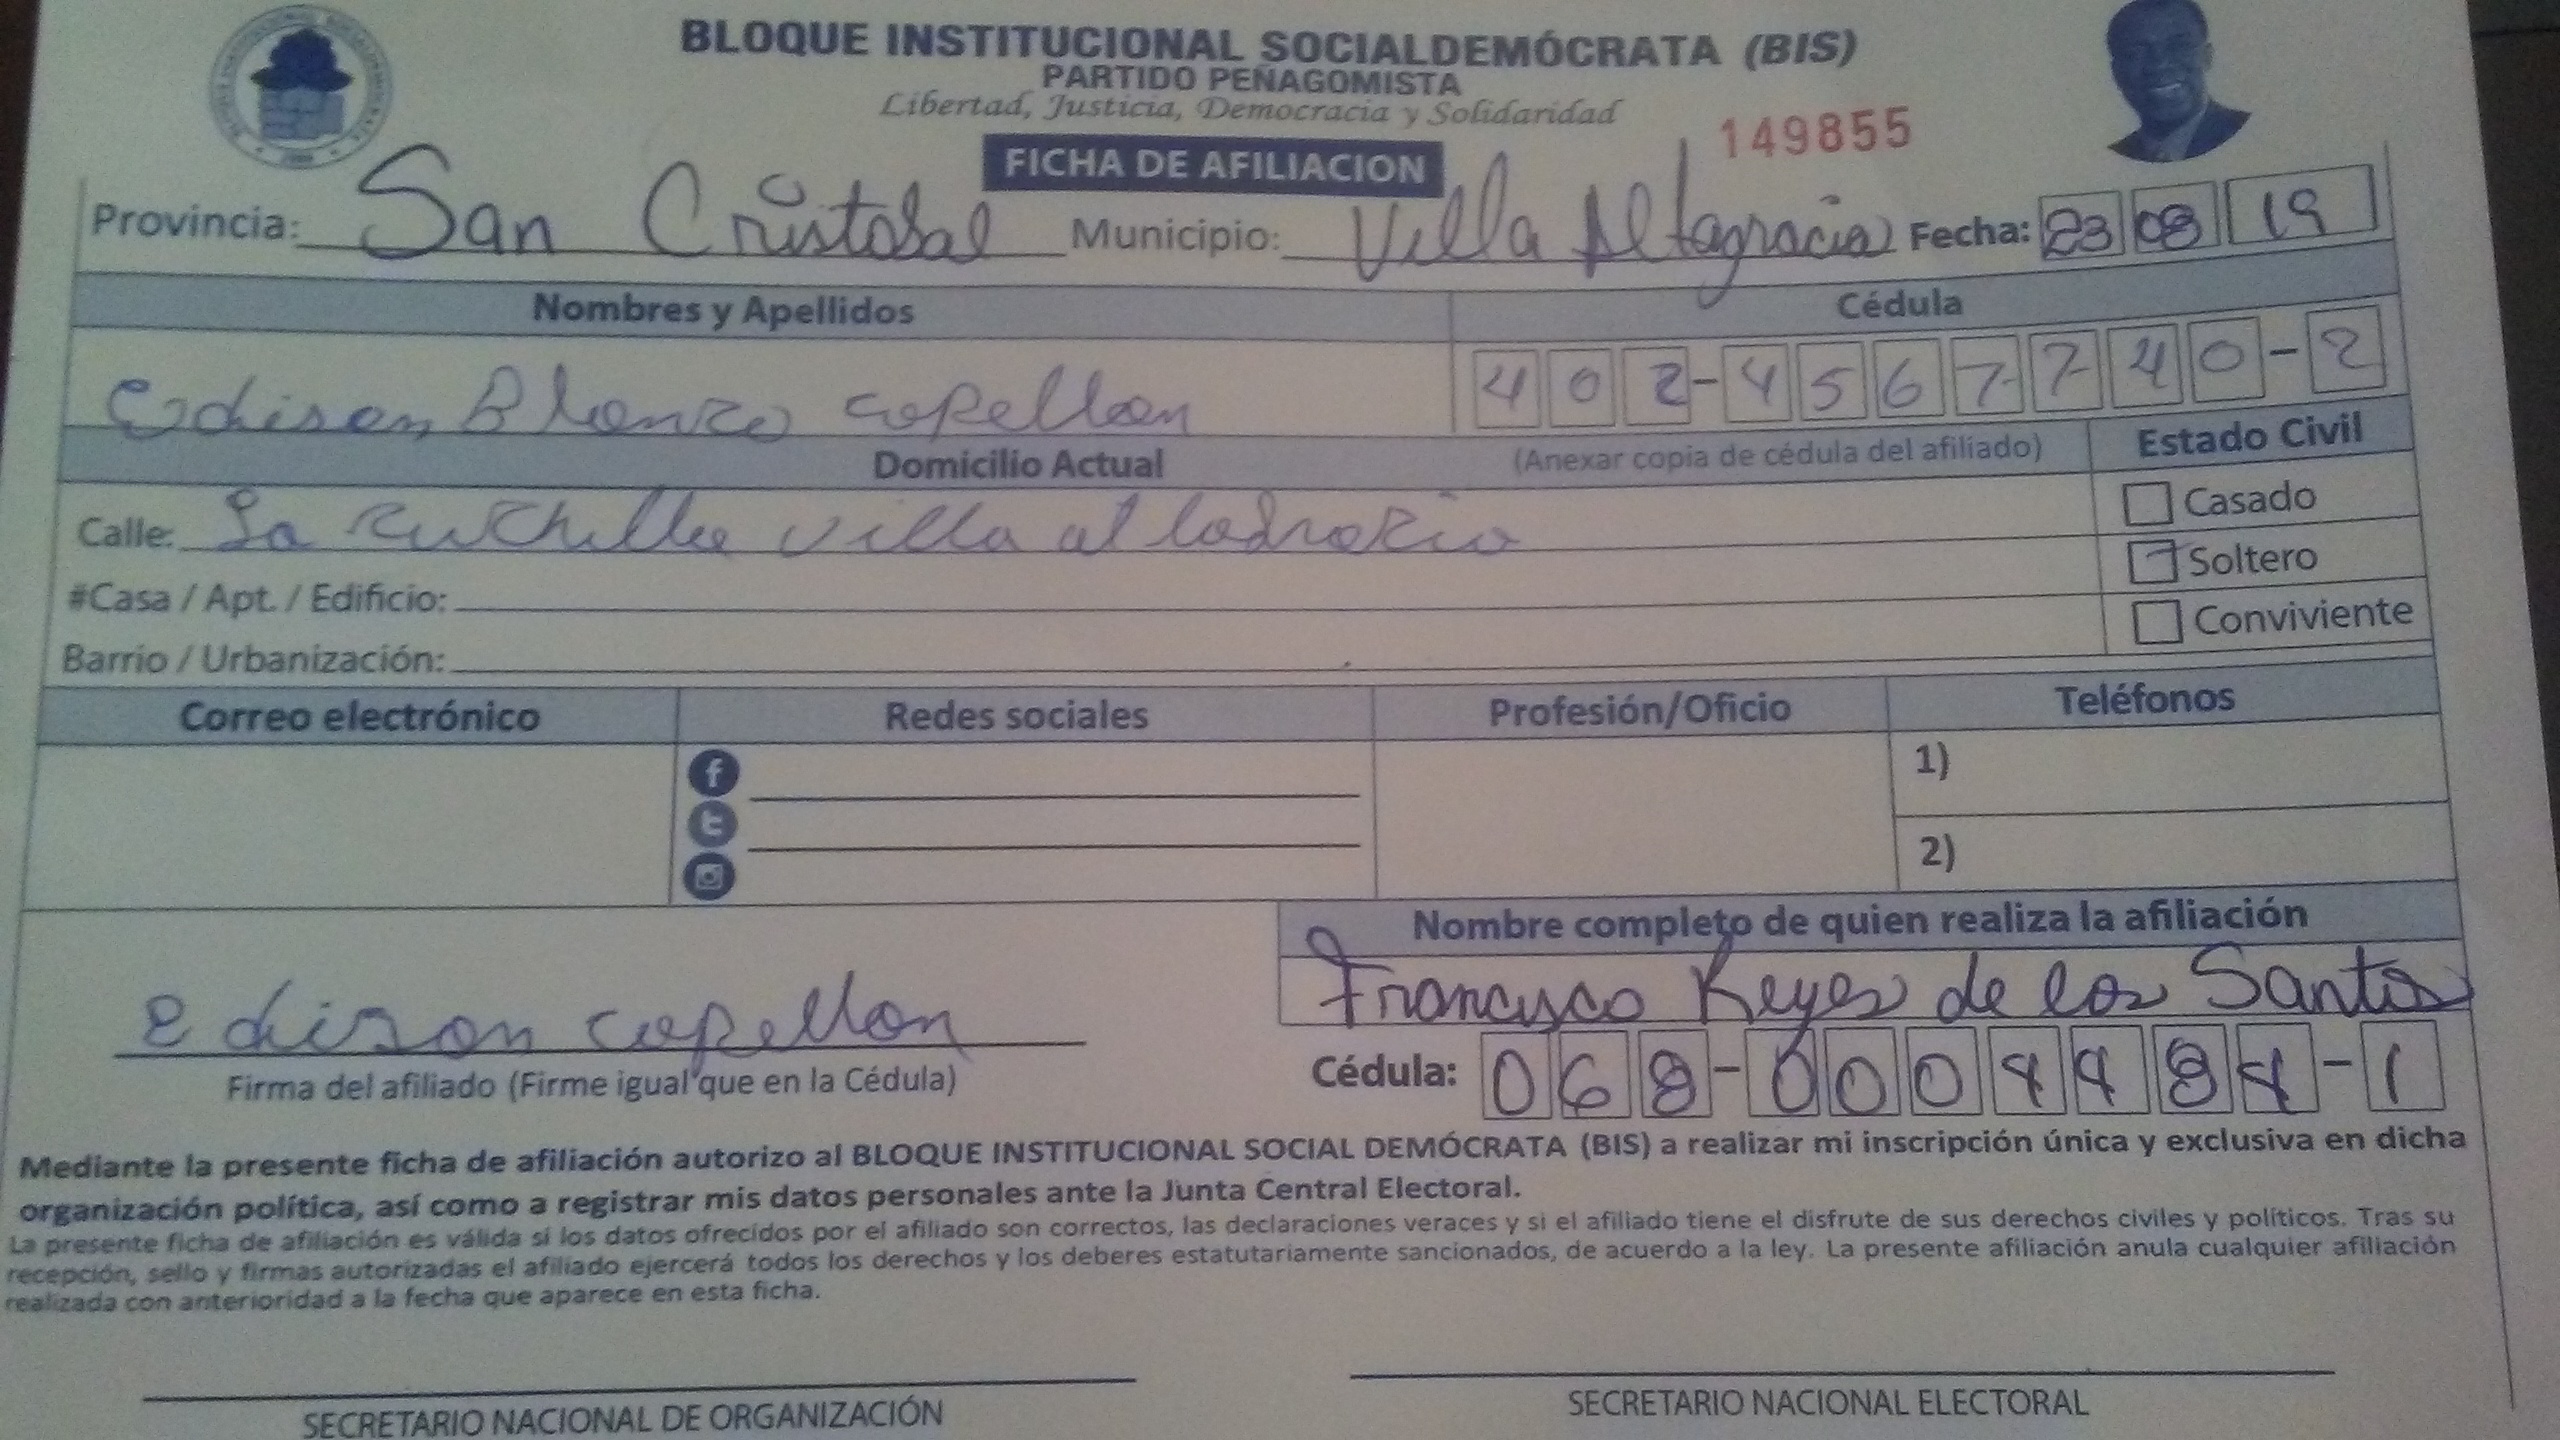 BLOQUE INSTITUCIONAL SOCIALDEMÓCRATA (BIS)
PARTIDO PEÑAGOMISTA
Libertad, Justicia, Democracia y Solidaridad
149855
FICHA DE AFILIACION
Provincia: San Cristobal Municipio: Villa Altagracia Fecha: 23 08 19
Nombres y Apellidos Cédula
Edison Blanco capellan 402-4567740-2
Domicilio Actual (Anexar copia de cédula del afiliado) Estado Civil
Casado
Calle: La cuchilla villa al
Soltero
#Casa / Apt. / Edificio:
Conviviente
Barrio / Urbanización:
Correo electrónico Redes sociales Profesión/Oficio Teléfonos
1)
2)
Nombre completo de quien realiza la afiliación
Francisco Reyes de los Santos
Edison capellan
Firma del afiliado (Firme igual que en la Cédula) Cédula: 068-000
Mediante la presente ficha de afiliación autorizo al BLOQUE INSTITUCIONAL SOCIAL DEMÓCRATA (BIS) a realizar mi inscripción única y exclusiva en dicha
organización política, así como a registrar mis datos personales ante la Junta Central Electoral.
La presente ficha de afiliación es válida si los datos ofrecidos por el afiliado son correctos, las declaraciones veraces y si el afiliado tiene el disfrute de sus derechos civiles y políticos. Tras su
recepción, sello y firmas autorizadas el afiliado ejercerá todos los derechos y los deberes estatutariamente sancionados, de acuerdo a la ley. La presente afiliación anula cualquier afiliación
realizada con anterioridad a la fecha que aparece en esta ficha.
SECRETARIO NACIONAL DE ORGANIZACIÓN SECRETARIO NACIONAL ELECTORAL